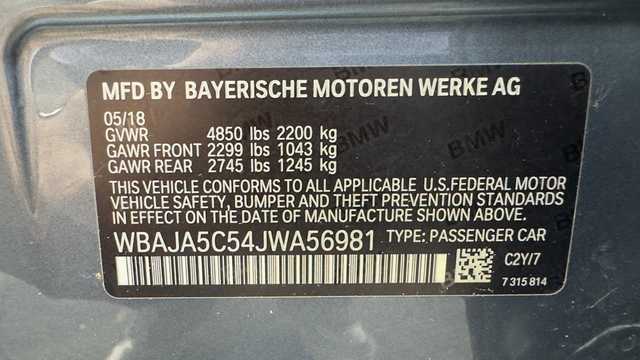 MFD BY BAYERISCHE MOTOREN WERKE AG
05/18
GVWR 4850 lbs 2200 kg
GAWR FRONT 2299 lbs 1043 kg
GAWR REAR 2745 lbs 1245 kg
THIS VEHICLE CONFORMS TO ALL APPLICABLE U.S.FEDERAL MOTOR
VEHICLE SAFETY, BUMPER AND THEFT PREVENTION STANDARDS
IN EFFECT ON THE DATE OF MANUFACTURE SHOWN ABOVE.
WBAJA5C54JWA56981 TYPE: PASSENGER CAR
C2Y/7
7 315 814
BMW
BMW